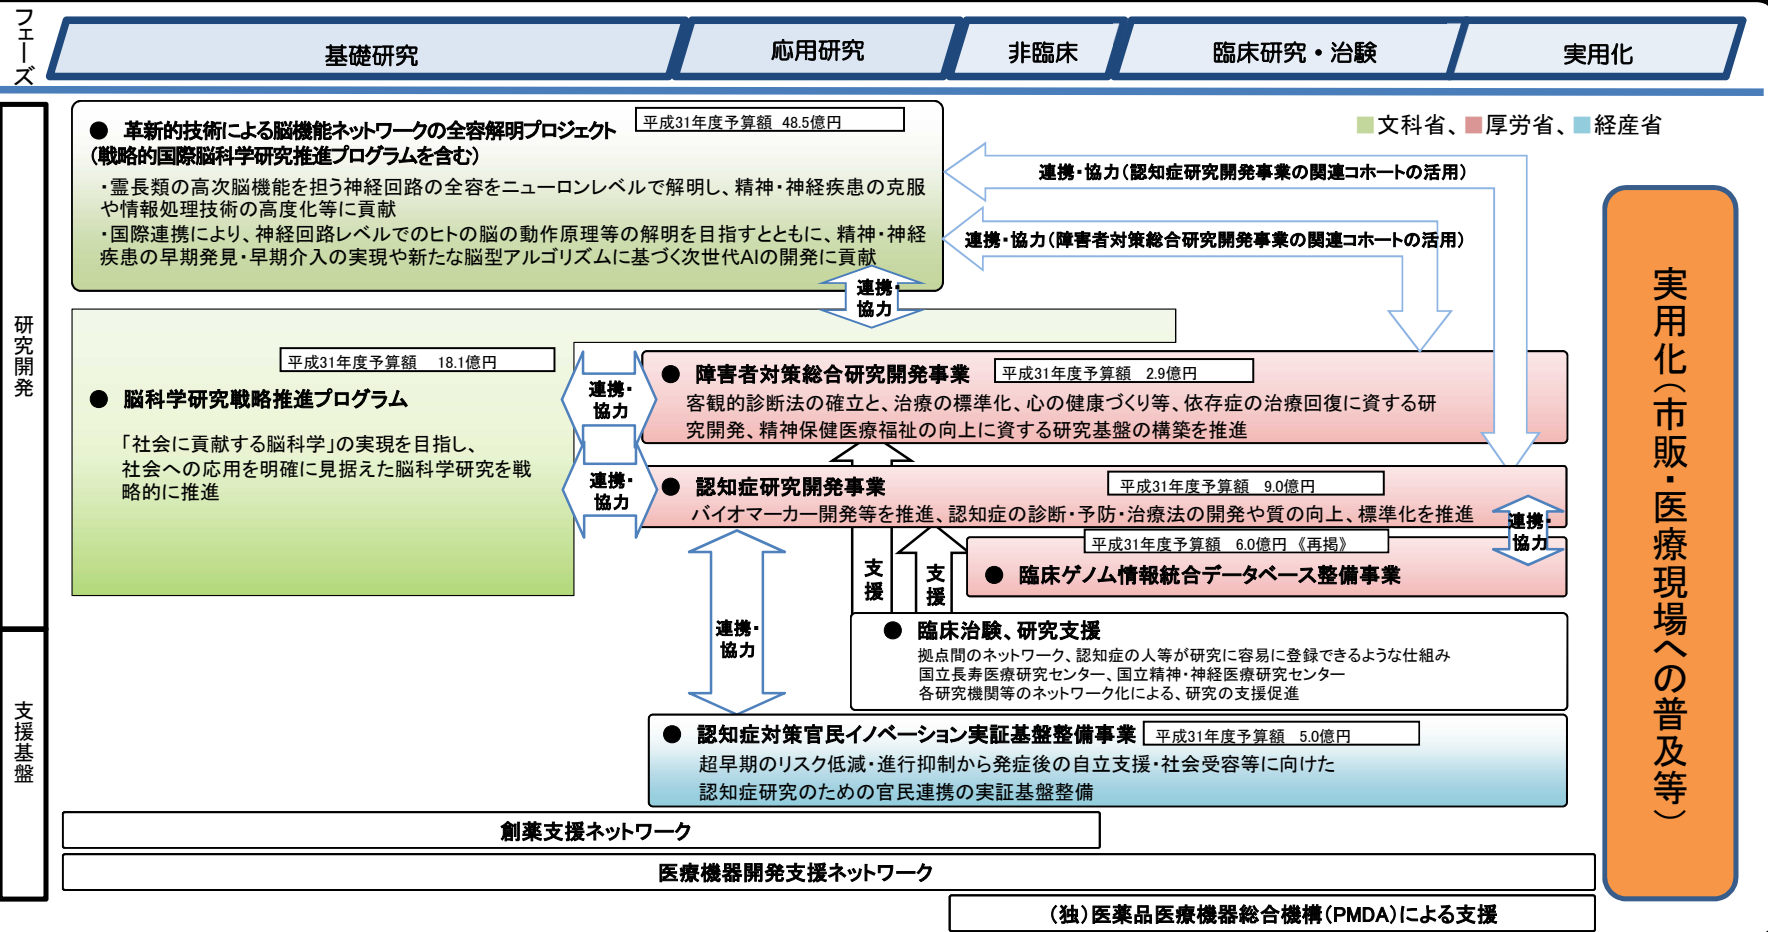 フェーズ
基礎研究
応用研究
非臨床
臨床研究・治験
実用化
■文科省、■厚労省、■経産省
研究開発
● 革新的技術による脳機能ネットワークの全容解明プロジェクト
平成31年度予算額 48.5億円
(戦略的国際脳科学研究推進プログラムを含む)
・霊長類の高次脳機能を担う神経回路の全容をニューロンレベルで解明し、精神・神経疾患の克服
や情報処理技術の高度化等に貢献
・国際連携により、神経回路レベルでのヒトの脳の動作原理等の解明を目指すとともに、精神・神経
疾患の早期発見・早期介入の実現や新たな脳型アルゴリズムに基づく次世代AIの開発に貢献
連携・協力(認知症研究開発事業の関連コホートの活用)
連携・協力(障害者対策総合研究開発事業の関連コホートの活用)
連携・
協力
平成31年度予算額 18.1億円
● 脳科学研究戦略推進プログラム
「社会に貢献する脳科学」の実現を目指し、
社会への応用を明確に見据えた脳科学研究を戦
略的に推進
連携・
協力
連携・
協力
● 障害者対策総合研究開発事業
平成31年度予算額 2.9億円
客観的診断法の確立と、治療の標準化、心の健康づくり等、依存症の治療回復に資する研
究開発、精神保健医療福祉の向上に資する研究基盤の構築を推進
● 認知症研究開発事業
平成31年度予算額 9.0億円
バイオマーカー開発等を推進、認知症の診断・予防・治療法の開発や質の向上、標準化を推進
連携・
協力
平成31年度予算額 6.0億円 《再掲》
● 臨床ゲノム情報統合データベース整備事業
支援
支援
連携・
協力
支援基盤
● 臨床治験、研究支援
拠点間のネットワーク、認知症の人等が研究に容易に登録できるような仕組み
国立長寿医療研究センター、国立精神・神経医療研究センター
各研究機関等のネットワーク化による、研究の支援促進
● 認知症対策官民イノベーション実証基盤整備事業
平成31年度予算額 5.0億円
超早期のリスク低減・進行抑制から発症後の自立支援・社会受容等に向けた
認知症研究のための官民連携の実証基盤整備
創薬支援ネットワーク
医療機器開発支援ネットワーク
(独)医薬品医療機器総合機構(PMDA)による支援
実用化(市販・医療現場への普及等)